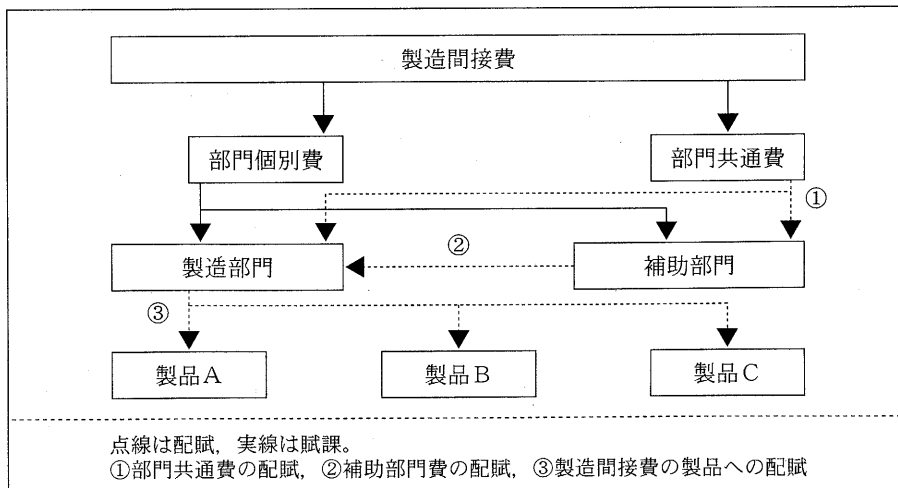 製造間接費
部門個別費
部門共通費
①
製造部門
②
補助部門
③
製品A
製品B
製品C
点線は配賦，実線は賦課。
①部門共通費の配賦，②補助部門費の配賦，③製造間接費の製品への配賦